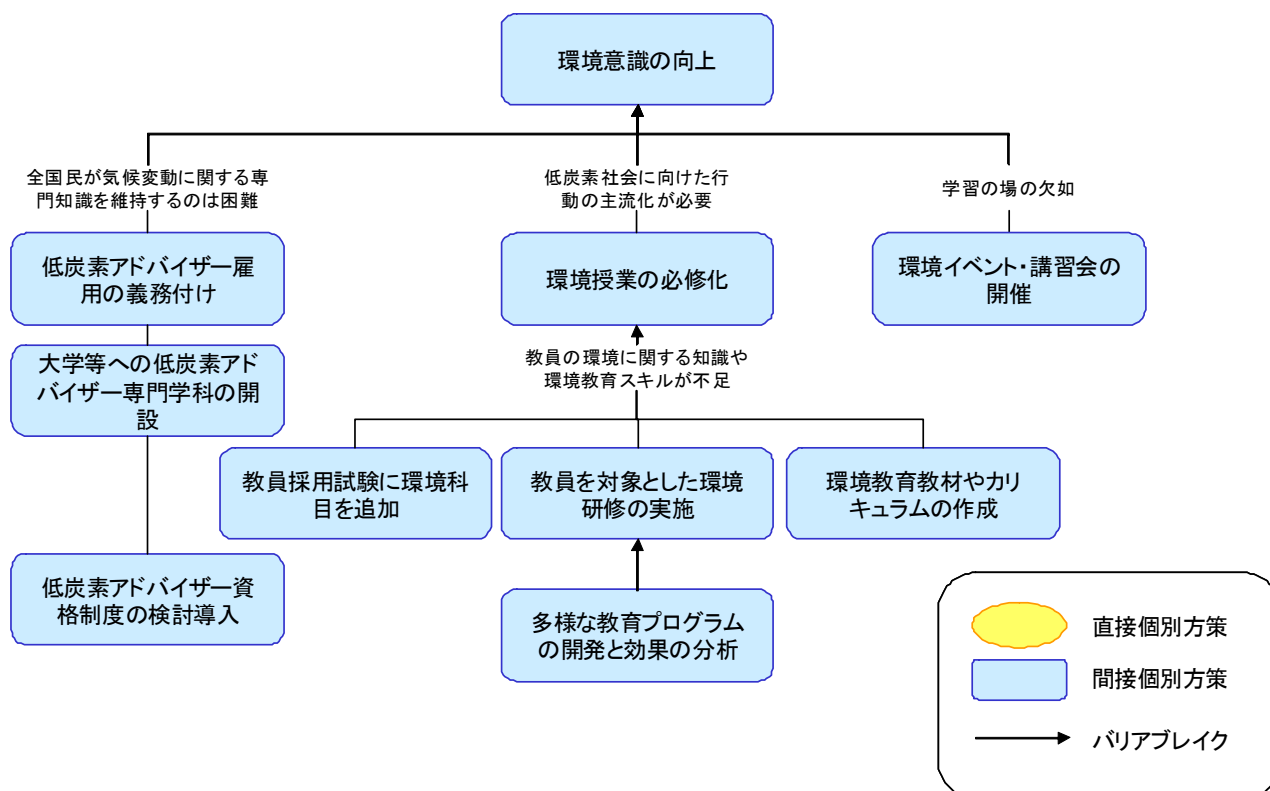 環境意識の向上
全国民が気候変動に関する専
門知識を維持するのは困難
低炭素社会に向けた行
動の主流化が必要
学習の場の欠如
低炭素アドバイザー雇
用の義務付け
環境授業の必修化
環境イベント・講習会の
開催
大学等への低炭素アド
バイザー専門学科の開
設
教員の環境に関する知識や
環境教育スキルが不足
教員採用試験に環境科
目を追加
教員を対象とした環境
研修の実施
環境教育教材やカリ
キュラムの作成
低炭素アドバイザー資
格制度の検討導入
多様な教育プログラム
の開発と効果の分析
直接個別方策
間接個別方策
バリアブレイク